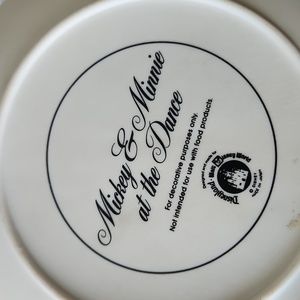 Mickey & Minnie
at the Dance
For decorative purposes only.
Not intended for use with food products.
Disneyland
Walt Disney World